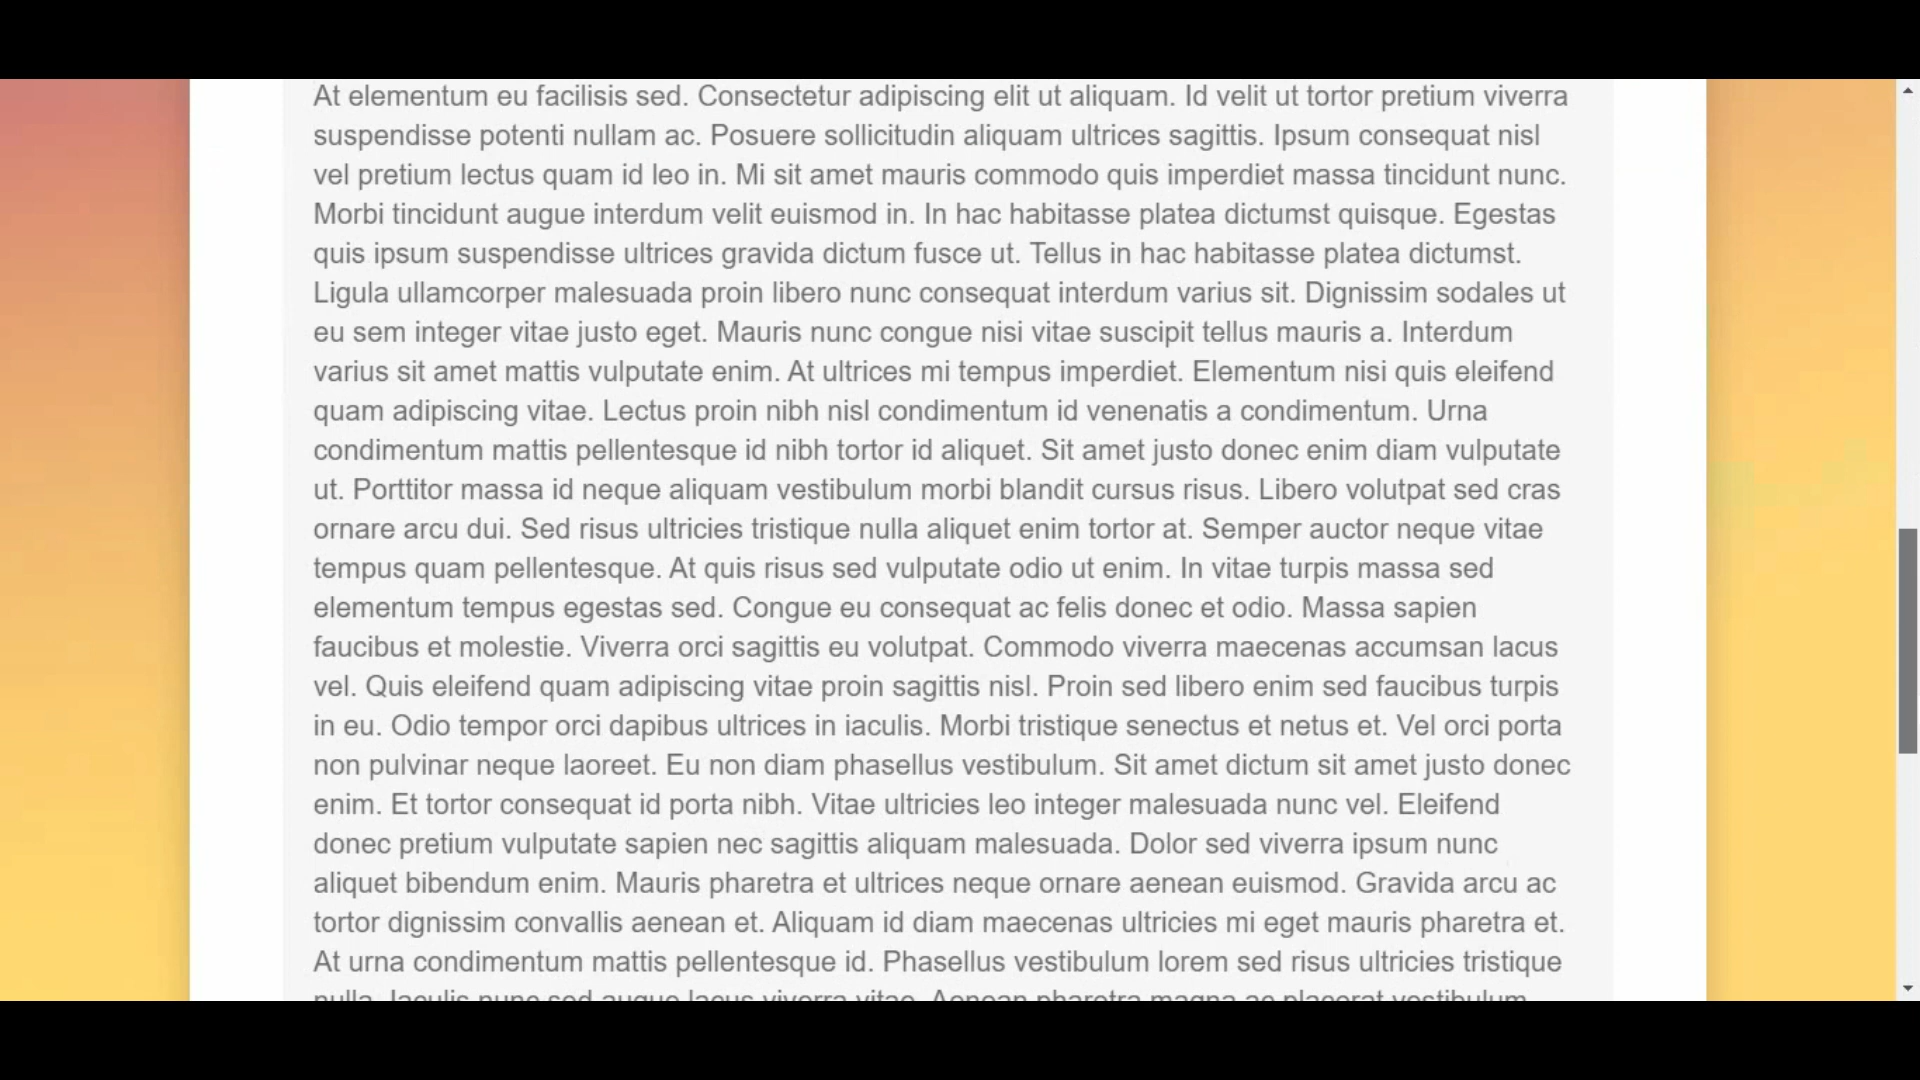 At elementum eu facilisis sed. Consectetur adipiscing elit ut aliquam. Id velit ut tortor pretium viverra
suspendisse potenti nullam ac. Posuere sollicitudin aliquam ultrices sagittis. Ipsum consequat nisl
vel pretium lectus quam id leo in. Mi sit amet mauris commodo quis imperdiet massa tincidunt nunc.
Morbi tincidunt augue interdum velit euismod in. In hac habitasse platea dictumst quisque. Egestas
quis ipsum suspendisse ultrices gravida dictum fusce ut. Tellus in hac habitasse platea dictumst.
Ligula ullamcorper malesuada proin libero nunc consequat interdum varius sit. Dignissim sodales ut
eu sem integer vitae justo eget. Mauris nunc congue nisi vitae suscipit tellus mauris a. Interdum
varius sit amet mattis vulputate enim. At ultrices mi tempus imperdiet. Elementum nisi quis eleifend
quam adipiscing vitae. Lectus proin nibh nisl condimentum id venenatis a condimentum. Urna
condimentum mattis pellentesque id nibh tortor id aliquet. Sit amet justo donec enim diam vulputate
ut. Porttitor massa id neque aliquam vestibulum morbi blandit cursus risus. Libero volutpat sed cras
ornare arcu dui. Sed risus ultricies tristique nulla aliquet enim tortor at. Semper auctor neque vitae
tempus quam pellentesque. At quis risus sed vulputate odio ut enim. In vitae turpis massa sed
elementum tempus egestas sed. Congue eu consequat ac felis donec et odio. Massa sapien
faucibus et molestie. Viverra orci sagittis eu volutpat. Commodo viverra maecenas accumsan lacus
vel. Quis eleifend quam adipiscing vitae proin sagittis nisl. Proin sed libero enim sed faucibus turpis
in eu. Odio tempor orci dapibus ultrices in iaculis. Morbi tristique senectus et netus et. Vel orci porta
non pulvinar neque laoreet. Eu non diam phasellus vestibulum. Sit amet dictum sit amet justo donec
enim. Et tortor consequat id porta nibh. Vitae ultricies leo integer malesuada nunc vel. Eleifend
donec pretium vulputate sapien nec sagittis aliquam malesuada. Dolor sed viverra ipsum nunc
aliquet bibendum enim. Mauris pharetra et ultrices neque ornare aenean euismod. Gravida arcu ac
tortor dignissim convallis aenean et. Aliquam id diam maecenas ultricies mi eget mauris pharetra et.
At urna condimentum mattis pellentesque id. Phasellus vestibulum lorem sed risus ultricies tristique
nulla. Iaculis nunc sed augue lacus viverra vitae. Aenean pharetra magna ac placerat vestibulum